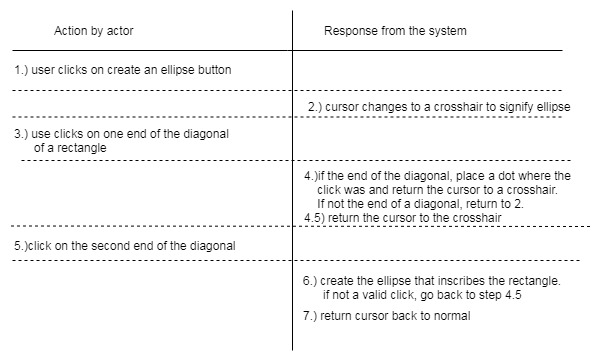 Action by actor
Response from the system
1.) user clicks on create an ellipse button
2.) cursor changes to a crosshair to signify ellipse
3.) use clicks on one end of the diagonal
of a rectangle
4.)if the end of the diagonal, place a dot where the
click was and return the cursor to a crosshair.
If not the end of a diagonal, return to 2.
4.5) return the cursor to the crosshair
5.)click on the second end of the diagonal
6.) create the ellipse that inscribes the rectangle.
if not a valid click, go back to step 4.5
7.) return cursor back to normal